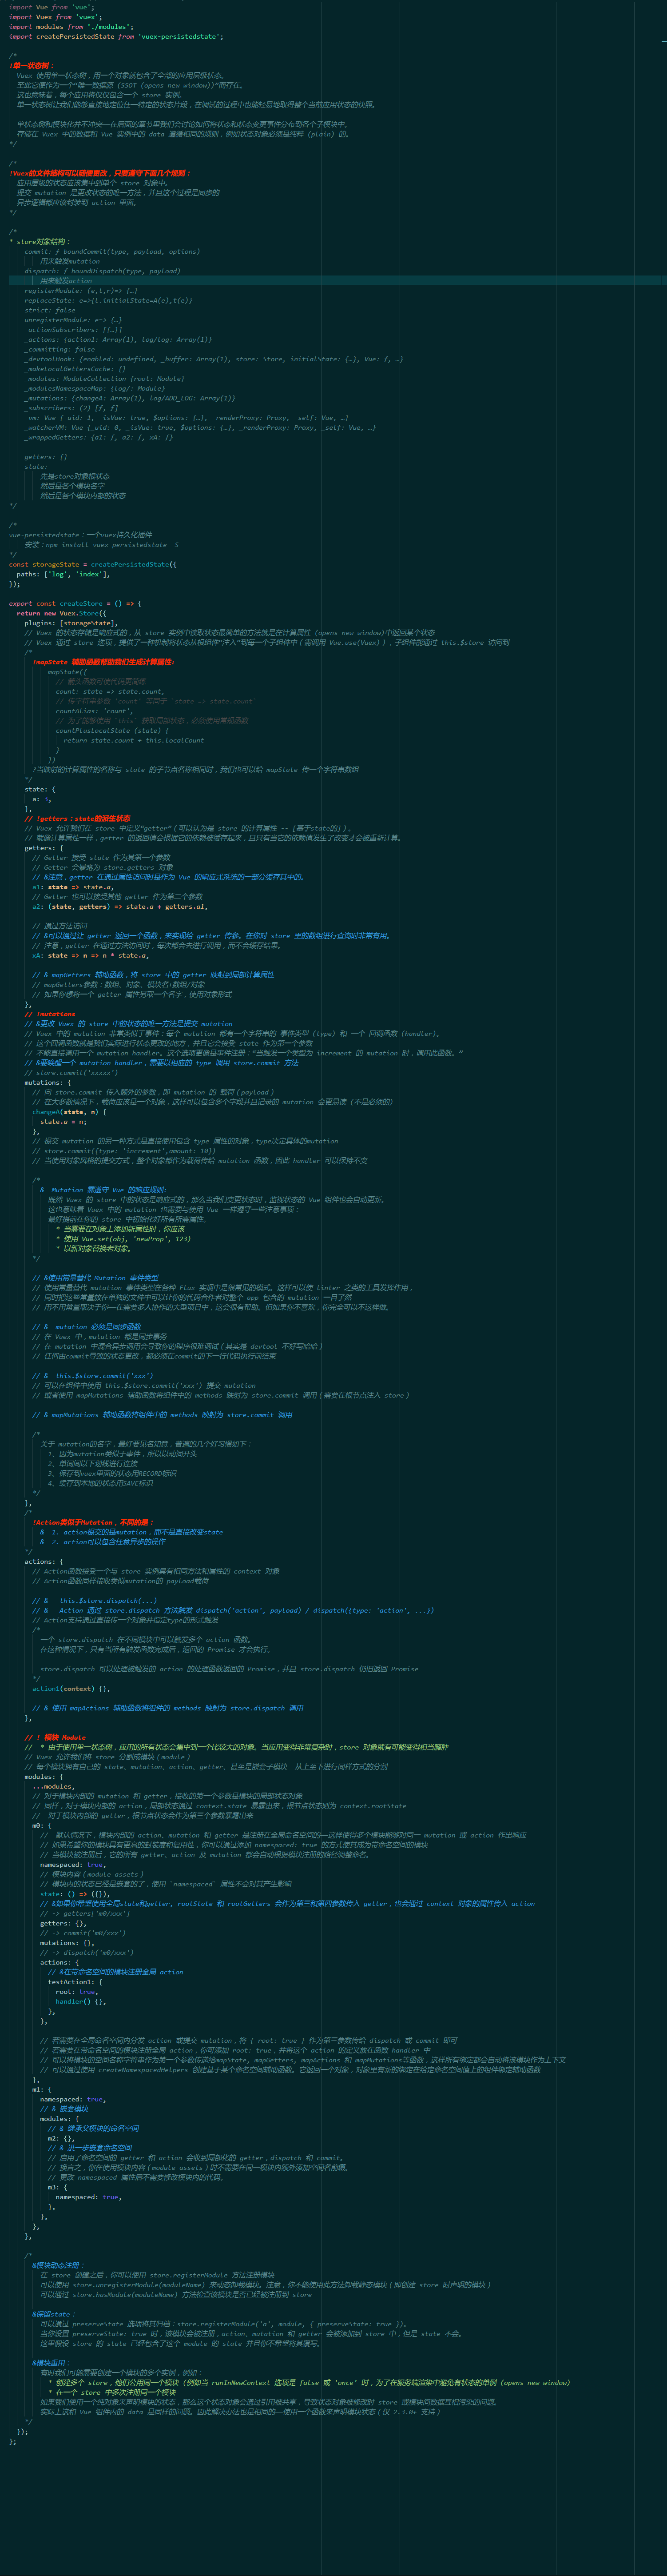 import Vue from 'vue';
import Vuex from 'vuex';
import modules from './modules';
import createPersistedState from 'vuex-persistedstate';
/*
!单一状态树：
Vuex 使用单一状态树，用一个对象就包含了全部的应用层级状态。
至此它便作为一个"唯一数据源 (SSOT (opens new window))"而存在。
这也意味着，每个应用将仅仅包含一个 store 实例。
单一状态树让我们能够直接地定位任一特定的状态片段，在调试的过程中也能轻易地取得整个当前应用状态的快照。
单状态树和模块化并不冲突——在后面的章节里我们会讨论如何将状态和状态变更事件分布到各个子模块中。
存储在 Vuex 中的数据和 Vue 实例中的 data 遵循相同的规则，例如状态对象必须是纯粹 (plain) 的。
*/
/*
!Vuex的文件结构可以随便更改，只要遵守下面几个规则：
应用层级的状态应该集中到单个 store 对象中。
提交 mutation 是更改状态的唯一方法，并且这个过程是同步的
异步逻辑都应该封装到 action 里面。
*/
/*
* store对象结构：
commit: ƒ boundCommit(type, payload, options)
用来触发mutation
dispatch: ƒ boundDispatch(type, payload)
用来触发action
registerModule: (e,t,r)=> {…}
replaceState: e=>{l.initialState=A(e),t(e)}
strict: false
unregisterModule: e=> {…}
_actionSubscribers: [{…}]
_actions: {action1: Array(1), log/log: Array(1)}
_committing: false
_devtoolHook: {enabled: undefined, _buffer: Array(1), store: Store, initialState: {…}, Vue: ƒ, …}
_makeLocalGettersCache: {}
_modules: ModuleCollection {root: Module}
_modulesNamespaceMap: {log/: Module}
_mutations: {changeA: Array(1), log/ADD_LOG: Array(1)}
_subscribers: (2) [ƒ, ƒ]
_vm: Vue {_uid: 1, _isVue: true, $options: {…}, _renderProxy: Proxy, _self: Vue, …}
_watcherVM: Vue {_uid: 0, _isVue: true, $options: {…}, _renderProxy: Proxy, _self: Vue, …}
_wrappedGetters: {a1: ƒ, a2: ƒ, xA: ƒ}
getters: {}
state:
先是store对象根状态
然后是各个模块名字
然后是各个模块内部的状态
*/
/*
vue-persistedstate：一个vuex持久化插件
安装：npm install vuex-persistedstate -S
*/
const storageState = createPersistedState({
paths: ['log', 'index'],
});
export const createStore = () => {
return new Vuex.Store({
plugins: [storageState],
// Vuex 的状态存储是响应式的，从 store 实例中读取状态最简单的方法就是在计算属性 (opens new window)中返回某个状态
// Vuex 通过 store 选项，提供了一种机制将状态从根组件"注入"到每一个子组件中（需调用 Vue.use(Vuex)），子组件能通过 this.$store 访问到
/*
!mapState 辅助函数帮助我们生成计算属性:
mapState({
// 箭头函数可使代码更简练
count: state => state.count,
// 传字符串参数 'count' 等同于 `state => state.count`
countAlias: 'count',
// 为了能够使用 `this` 获取局部状态，必须使用常规函数
countPlusLocalState (state) {
return state.count + this.localCount
}
})
!当映射的计算属性的名称与 state 的子节点名称相同时，我们也可以给 mapState 传一个字符串数组
*/
state: {
a: 3,
},
// !getters：state的派生状态
// Vuex 允许我们在 store 中定义"getter"（可以认为是 store 的计算属性 -- [基于state的]）。
// 就像计算属性一样，getter 的返回值会根据它的依赖被缓存起来，且只有当它的依赖值发生了改变才会被重新计算。
getters: {
// Getter 接受 state 作为其第一个参数
// Getter 会暴露为 store.getters 对象
// &注意，getter 在通过属性访问时是作为 Vue 的响应式系统的一部分缓存其中的。
a1: state => state.a,
// Getter 也可以接受其他 getter 作为第二个参数
a2: (state, getters) => state.a + getters.a1,
// 通过方法访问
// &可以通过让 getter 返回一个函数，来实现给 getter 传参。在你对 store 里的数组进行查询时非常有用。
// 注意，getter 在通过方法访问时，每次都会去进行调用，而不会缓存结果。
xA: state => n => n * state.a,
// & mapGetters 辅助函数，将 store 中的 getter 映射到局部计算属性
// mapGetters参数：数组、对象、模块名+数组/对象
// 如果你想将一个 getter 属性另取一个名字，使用对象形式
},
// !mutations
// &更改 Vuex 的 store 中的状态的唯一方法是提交 mutation
// Vuex 中的 mutation 非常类似于事件：每个 mutation 都有一个字符串的 事件类型 (type) 和 一个 回调函数 (handler)。
// 这个回调函数就是我们实际进行状态更改的地方，并且它会接受 state 作为第一个参数
// 不能直接调用一个 mutation handler。这个选项更像是事件注册："当触发一个类型为 increment 的 mutation 时，调用此函数。"
// &要唤醒一个 mutation handler，需要以相应的 type 调用 store.commit 方法
// store.commit('xxxxx')
mutations: {
// 向 store.commit 传入额外的参数，即 mutation 的 载荷（payload）
// 在大多数情况下，载荷应该是一个对象，这样可以包含多个字段并且记录的 mutation 会更易读 (不是必须的)
changeA(state, n) {
state.a = n;
},
// 提交 mutation 的另一种方式是直接使用包含 type 属性的对象，type决定具体的mutation
// store.commit({type: 'increment',amount: 10})
// 当使用对象风格的提交方式，整个对象都作为载荷传给 mutation 函数，因此 handler 可以保持不变
/*
& Mutation 需遵守 Vue 的响应规则:
既然 Vuex 的 store 中的状态是响应式的，那么当我们变更状态时，监视状态的 Vue 组件也会自动更新。
这也意味着 Vuex 中的 mutation 也需要与使用 Vue 一样遵守一些注意事项：
最好提前在你的 store 中初始化好所有所需属性。
* 当需要在对象上添加新属性时，你应该
* 使用 Vue.set(obj, 'newProp', 123)
* 以新对象替换老对象。
*/
// &使用常量替代 Mutation 事件类型
// 使用常量替代 mutation 事件类型在各种 Flux 实现中是很常见的模式。这样可以使 linter 之类的工具发挥作用，
// 同时把这些常量放在单独的文件中可以让你的代码合作者对整个 app 包含的 mutation 一目了然
// 用不用常量取决于你——在需要多人协作的大型项目中，这会很有帮助。但如果你不喜欢，你完全可以不这样做。
// & mutation 必须是同步函数
// 在 Vuex 中，mutation 都是同步事务
// 在 mutation 中混合异步调用会导致你的程序很难调试（其实是 devtool 不好写哈哈）
// 任何由commit导致的状态更改，都必须在commit的下一行代码执行前结束
// & this.$store.commit('xxx')
// 可以在组件中使用 this.$store.commit('xxx') 提交 mutation
// 或者使用 mapMutations 辅助函数将组件中的 methods 映射为 store.commit 调用（需要在根节点注入 store）
// & mapMutations 辅助函数将组件中的 methods 映射为 store.commit 调用
/*
关于 mutation的名字，最好要见名如意，普遍的几个好习惯如下：
1、因为mutation类似于事件，所以以动词开头
2、单词间以下划线进行连接
3、保存到vuex里面的状态用RECORD标识
4、缓存到本地的状态用SAVE标识
*/
},
/*
!Action类似于Mutation，不同的是：
& 1. action提交的是mutation，而不是直接改变state
& 2. action可以包含任意异步的操作
*/
actions: {
// Action函数接受一个与 store 实例具有相同方法和属性的 context 对象
// Action函数同样接收类似mutation的 payload载荷
// & this.$store.dispatch(...)
// & Action 通过 store.dispatch 方法触发 dispatch('action', payload) / dispatch({type: 'action', ...})
// Action支持通过直接传一个对象并指定type的形式触发
/*
一个 store.dispatch 在不同模块中可以触发多个 action 函数。
在这种情况下，只有当所有触发函数完成后，返回的 Promise 才会执行。
store.dispatch 可以处理被触发的 action 的处理函数返回的 Promise，并且 store.dispatch 仍旧返回 Promise
*/
action1(context) {},
// & 使用 mapActions 辅助函数将组件的 methods 映射为 store.dispatch 调用
},
// ! 模块 Module
// * 由于使用单一状态树，应用的所有状态会集中到一个比较大的对象。当应用变得非常复杂时，store 对象就有可能变得相当臃肿
// Vuex 允许我们将 store 分割成模块（module）
// 每个模块拥有自己的 state、mutation、action、getter、甚至是嵌套子模块——从上至下进行同样方式的分割
modules: {
...modules,
// 对于模块内部的 mutation 和 getter，接收的第一个参数是模块的局部状态对象
// 同样，对于模块内部的 action，局部状态通过 context.state 暴露出来，根节点状态则为 context.rootState
// 对于模块内部的 getter，根节点状态会作为第三个参数暴露出来
m0: {
// 默认情况下，模块内部的 action、mutation 和 getter 是注册在全局命名空间的——这样使得多个模块能够对同一 mutation 或 action 作出响应
// 如果希望你的模块具有更高的封装度和复用性，你可以通过添加 namespaced: true 的方式使其成为带命名空间的模块
// 当模块被注册后，它的所有 getter、action 及 mutation 都会自动根据模块注册的路径调整命名。
namespaced: true,
// 模块内容（module assets）
// 模块内的状态已经是嵌套的了，使用 `namespaced` 属性不会对其产生影响
state: () => ({}),
// &如果你希望使用全局state和getter, rootState 和 rootGetters 会作为第三和第四参数传入 getter，也会通过 context 对象的属性传入 action
// -> getters['m0/xxx']
getters: {},
// -> commit('m0/xxx')
mutations: {},
// -> dispatch('m0/xxx')
actions: {
// &在带命名空间的模块注册全局 action
testAction1: {
root: true,
handler() {},
},
},
// 若需要在全局命名空间内分发 action 或提交 mutation，将 { root: true } 作为第三参数传给 dispatch 或 commit 即可
// 若需要在带命名空间的模块注册全局 action，你可添加 root: true，并将这个 action 的定义放在函数 handler 中
// 可以将模块的空间名称字符串作为第一个参数传递给mapState, mapGetters, mapActions 和 mapMutations等函数，这样所有绑定都会自动将该模块作为上下文
// 可以通过使用 createNamespacedHelpers 创建基于某个命名空间辅助函数。它返回一个对象，对象里有新的绑定在给定命名空间值上的组件绑定辅助函数
},
m1: {
namespaced: true,
// & 嵌套模块
modules: {
// & 继承父模块的命名空间
m2: {},
// & 进一步嵌套命名空间
// 启用了命名空间的 getter 和 action 会收到局部化的 getter，dispatch 和 commit。
// 换言之，你在使用模块内容（module assets）时不需要在同一模块内额外添加空间名前缀。
// 更改 namespaced 属性后不需要修改模块内的代码。
m3: {
namespaced: true,
},
},
},
},
/*
&模块动态注册：
在 store 创建之后，你可以使用 store.registerModule 方法注册模块
可以使用 store.unregisterModule(moduleName) 来动态卸载模块。注意，你不能使用此方法卸载静态模块（即创建 store 时声明的模块）
可以通过 store.hasModule(moduleName) 方法检查该模块是否已经被注册到 store
&保留state：
可以通过 preserveState 选项将其归档：store.registerModule('a', module, { preserveState: true })。
当你设置 preserveState: true 时，该模块会被注册，action、mutation 和 getter 会被添加到 store 中，但是 state 不会。
这里假设 store 的 state 已经包含了这个 module 的 state 并且你不希望将其覆写。
&模块重用：
有时我们可能需要创建一个模块的多个实例，例如：
* 创建多个 store，他们公用同一个模块 (例如当 runInNewContext 选项是 false 或 'once' 时，为了在服务端渲染中避免有状态的单例 (opens new window)
* 在一个 store 中多次注册同一个模块
如果我们使用一个纯对象来声明模块的状态，那么这个状态对象会通过引用被共享，导致状态对象被修改时 store 或模块间数据互相污染的问题。
实际上这和 Vue 组件内的 data 是同样的问题。因此解决办法也是相同的——使用一个函数来声明模块状态（仅 2.3.0+ 支持）
*/
});
};